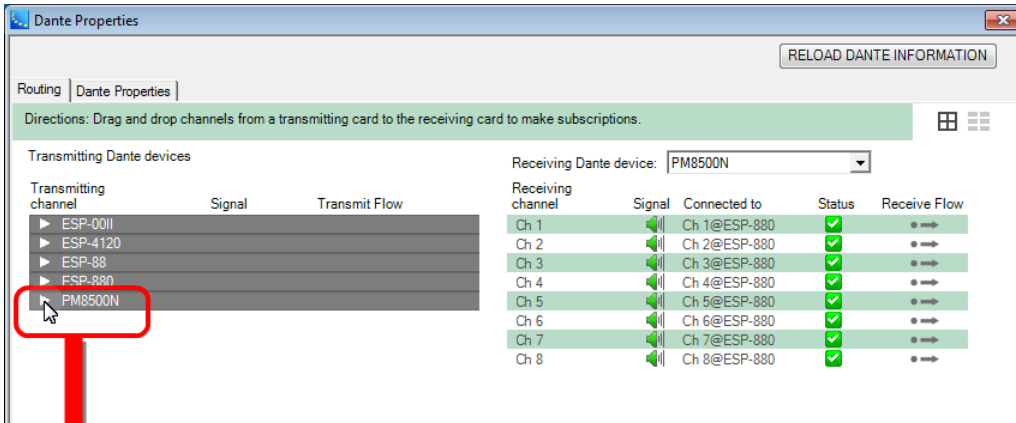 Dante Properties
RELOAD DANTE INFORMATION
Routing Dante Properties
Directions: Drag and drop channels from a transmitting card to the receiving card to make subscriptions.
Transmitting Dante devices
Transmitting channel Signal Transmit Flow
ESP-00II
ESP-4120
ESP-88
ESP-880
PM8500N
Receiving Dante device: PM8500N
Receiving channel Signal Connected to Status Receive Flow
Ch 1 Ch 1@ESP-880
Ch 2 Ch 2@ESP-880
Ch 3 Ch 3@ESP-880
Ch 4 Ch 4@ESP-880
Ch 5 Ch 5@ESP-880
Ch 6 Ch 6@ESP-880
Ch 7 Ch 7@ESP-880
Ch 8 Ch 8@ESP-880